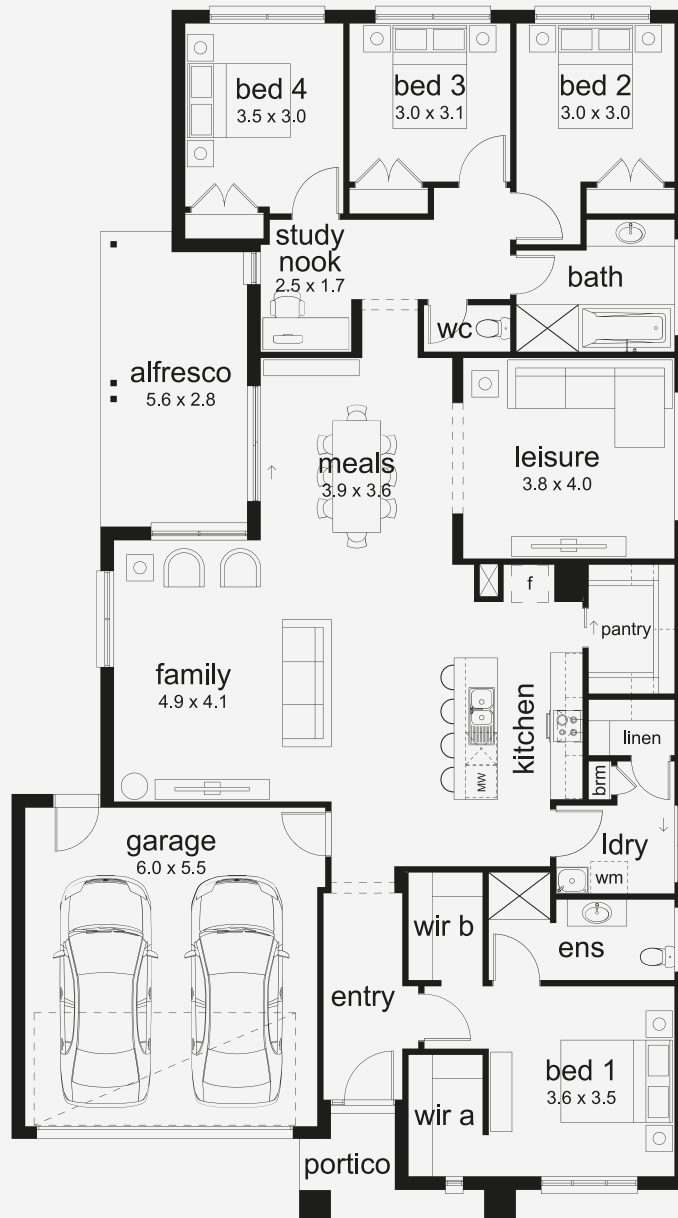 bed 4
3.5 x 3.0
bed 3
3.0 x 3.1
bed 2
3.0 x 3.0
study
nook
2.5 x 1.7
bath
wc
alfresco
5.6 x 2.8
meals
3.9 x 3.6
leisure
3.8 x 4.0
f
pantry
family
4.9 x 4.1
kitchen
MW
linen
brm
ldry
wm
garage
6.0 x 5.5
wir b
ens
entry
bed 1
3.6 x 3.5
wir a
portico